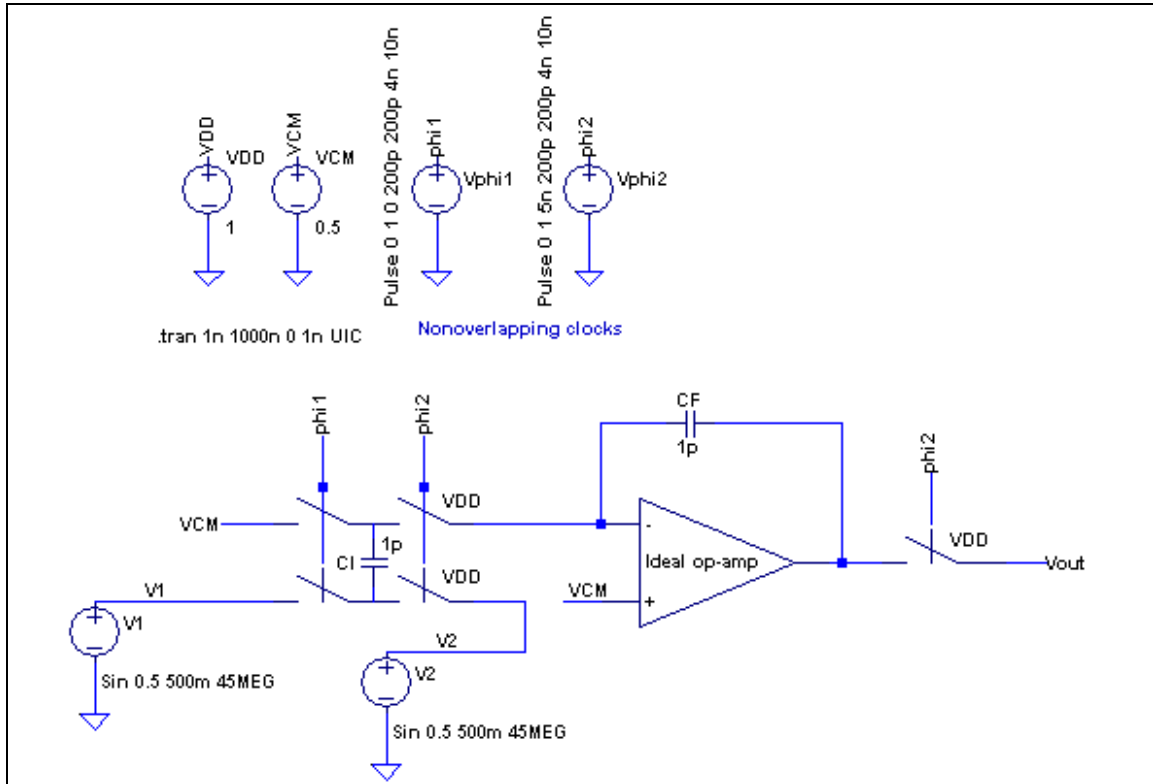 VDD
VDD
1
VCM
VCM
0.5
Pulse 0 1 0 200p 200p 4n 10n
phi1
Vphi1
Pulse 0 1 5n 200p 200p 4n 10n
phi2
Vphi2
.tran 1n 1000n 0 1n UIC
Nonoverlapping clocks
phi1
phi2
CF
1p
phi2
VDD
VCM
1p
CI
VDD
-
Ideal op-amp
VDD
Vout
V1
V1
VCM
+
V2
V2
Sin 0.5 500m 45MEG
Sin 0.5 500m 45MEG